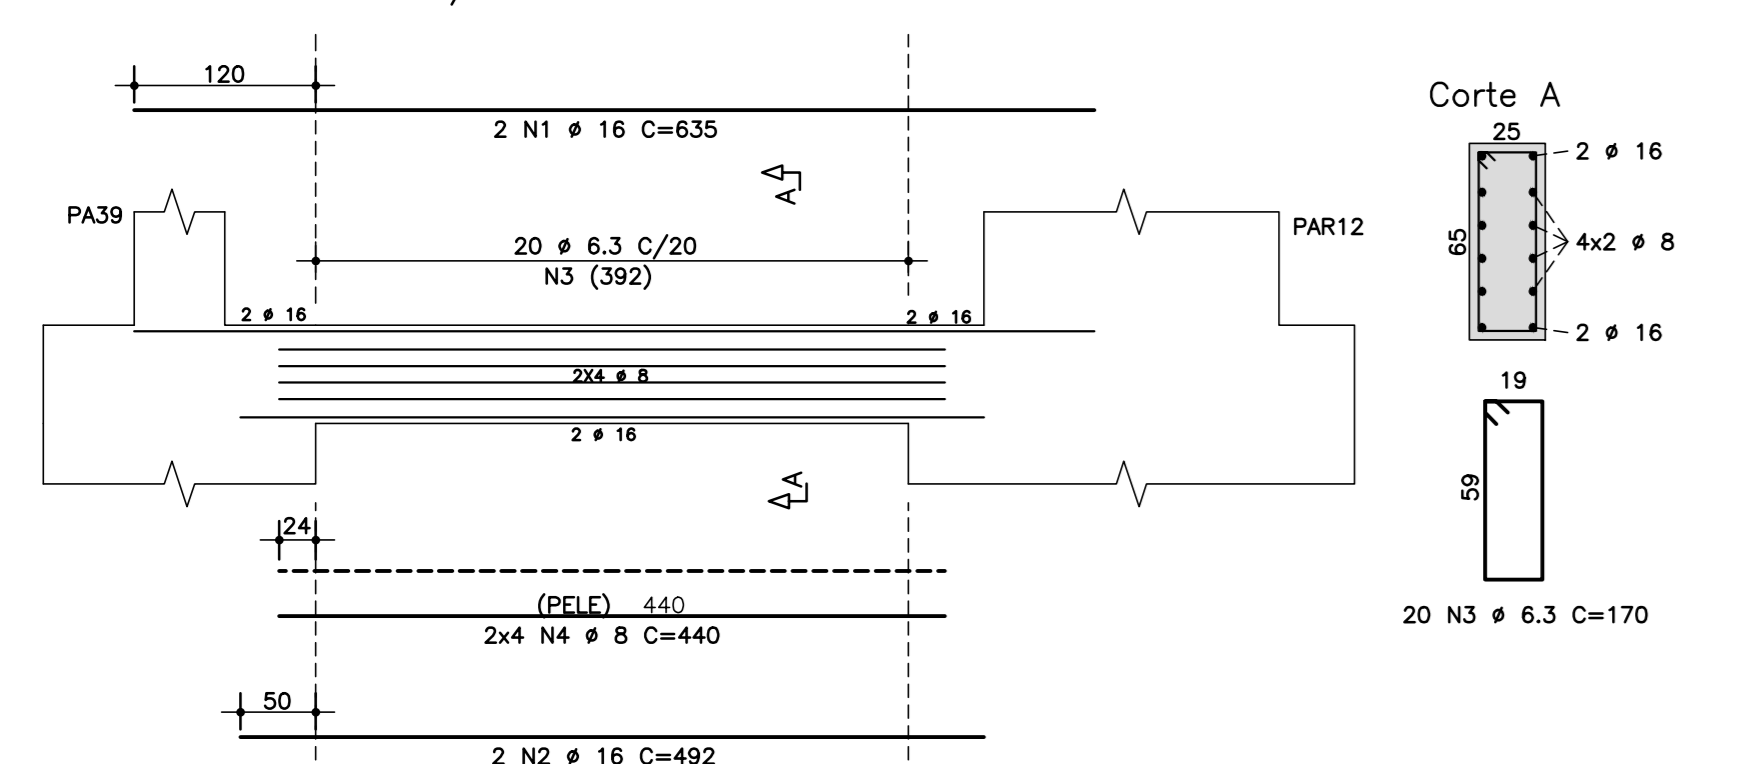 120
2 N1 ø 16 C=635
Corte A
25
2 ø 16
65
4x2 ø 8
2 ø 16
A
PA39
PAR12
20 ø 6.3 C/20
N3 (392)
2 ø 16
2 ø 16
2X4 ø 8
2 ø 16
A
19
59
20 N3 ø 6.3 C=170
24
(PELE) 440
2x4 N4 ø 8 C=440
50
2 N2 ø 16 C=492